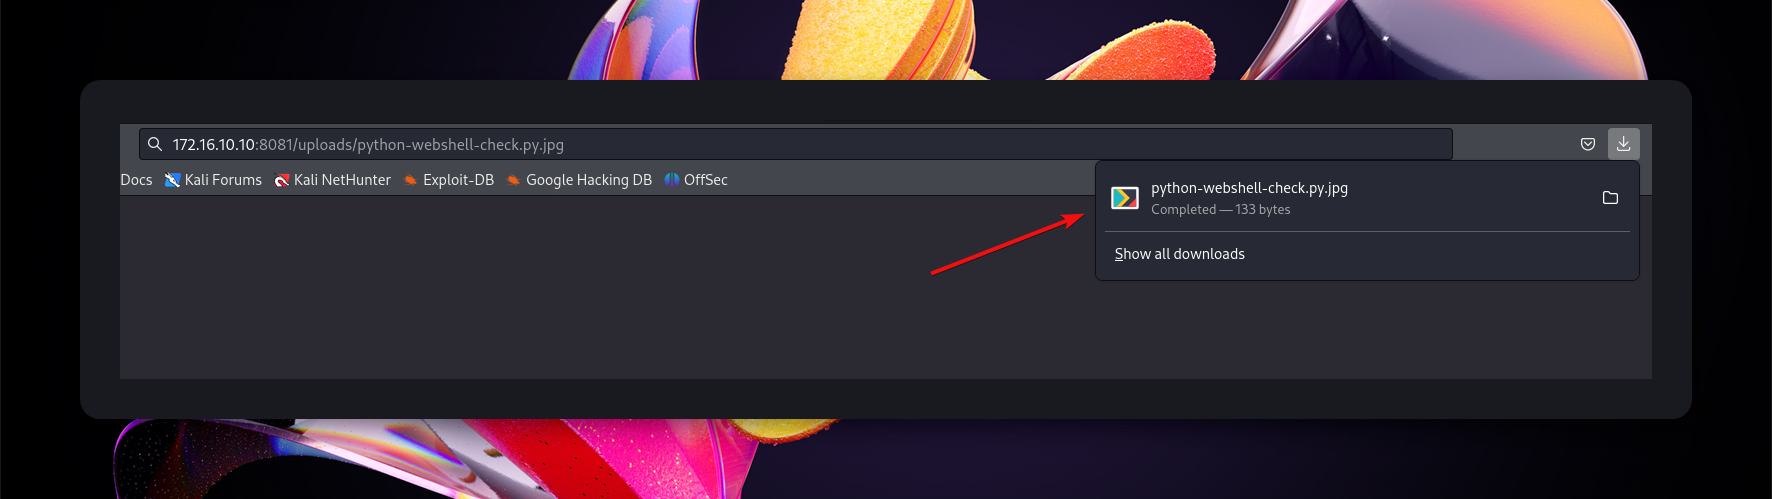 172.16.10.10:8081/uploads/python-webshell-check.py.jpg
Docs Kali Forums Kali NetHunter Exploit-DB Google Hacking DB OffSec
python-webshell-check.py.jpg
Completed — 133 bytes
Show all downloads